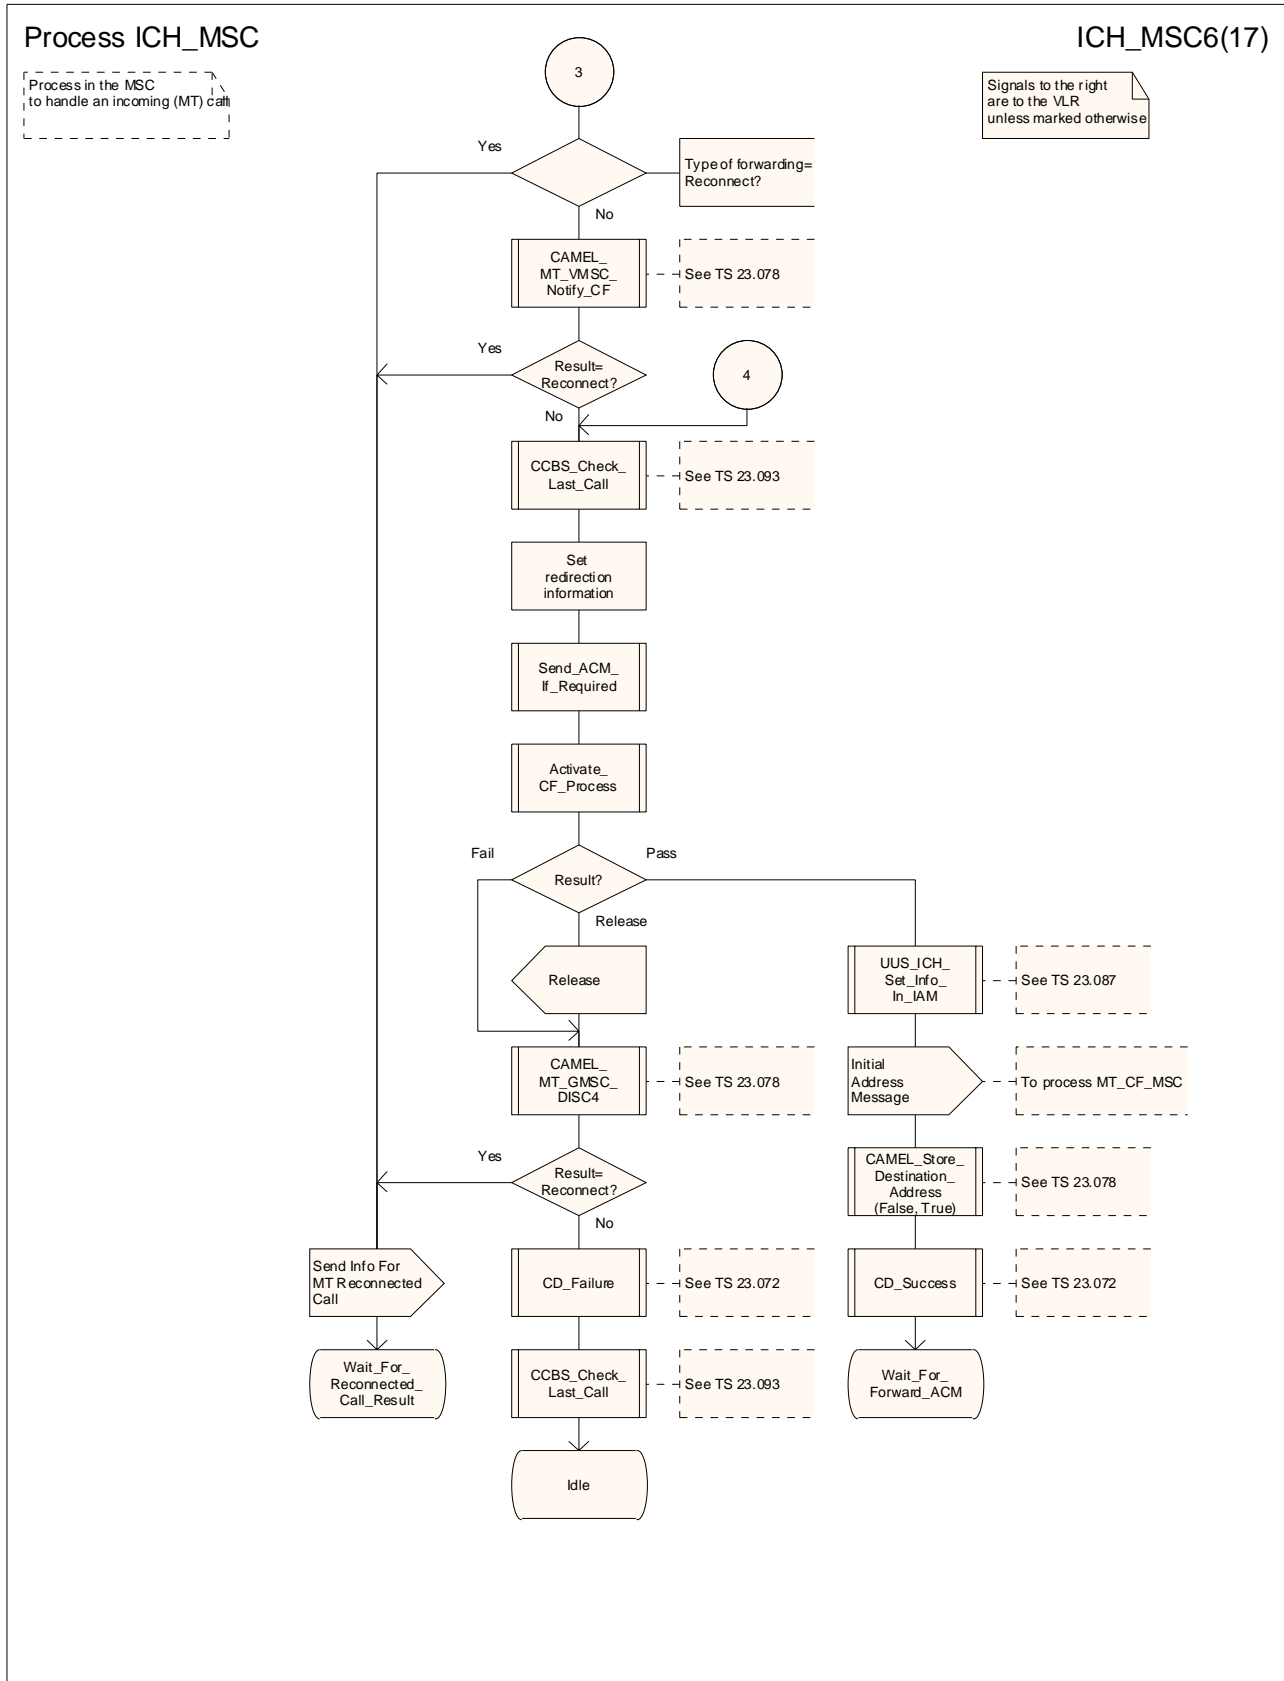 Process ICH_MSC
ICH_MSC6(17)
Process in the MSC
to handle an incoming (MT) call
Signals to the right
are to the VLR
unless marked otherwise
3
Yes
Type of forwarding=
Reconnect?
No
CAMEL_
MT_VMSC_
Notify_CF
See TS 23.078
Yes
Result=
Reconnect?
4
No
CCBS_Check_
Last_Call
See TS 23.093
Set
redirection
information
Send_ACM_
If_Required
Activate_
CF_Process
Fail
Result?
Pass
Release
Release
UUS_ICH_
Set_Info_
In_IAM
See TS 23.087
CAMEL_
MT_GMSC_
DISC4
See TS 23.078
Initial
Address
Message
To process MT_CF_MSC
Yes
Result=
Reconnect?
No
CAMEL_Store_
Destination_
Address
(False, True)
See TS 23.078
Send Info For
MT Reconnected
Call
CD_Failure
See TS 23.072
CD_Success
See TS 23.072
Wait_For_
Reconnected_
Call_Result
CCBS_Check_
Last_Call
See TS 23.093
Wait_For_
Forward_ACM
Idle